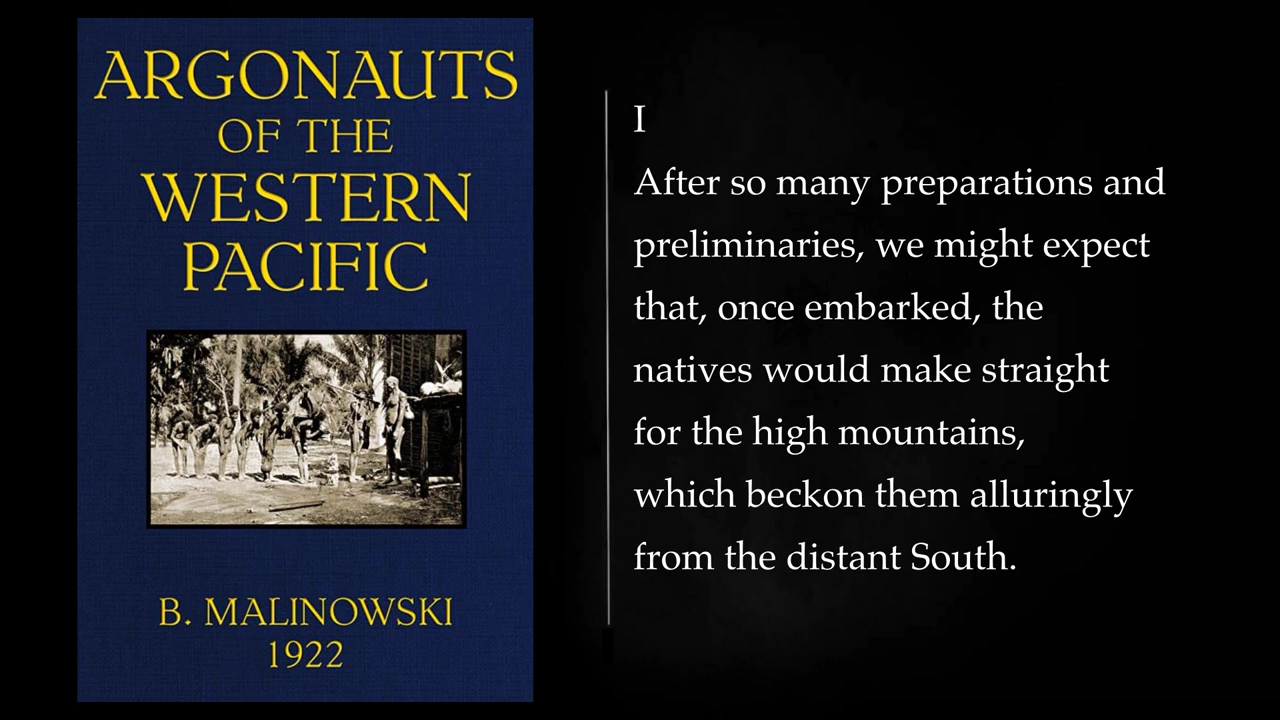 ARGONAUTS
OF THE
WESTERN
PACIFIC
B. MALINOWSKI
1922
I
After so many preparations and
preliminaries, we might expect
that, once embarked, the
natives would make straight
for the high mountains,
which beckon them alluringly
from the distant South.